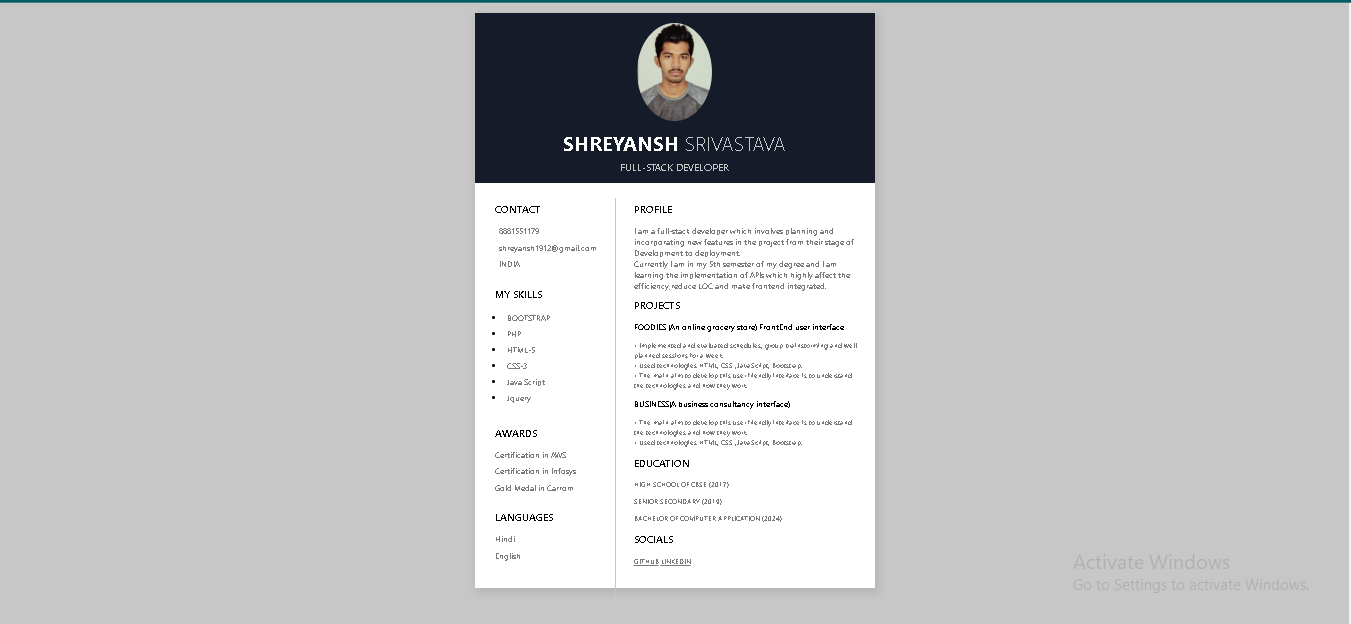 SHREYANSH SRIVASTAVA
FULL-STACK DEVELOPER
CONTACT
8881551179
shreyansh1912@gmail.com
INDIA
MY SKILLS
• BOOTSTRAP
• PHP
• HTML-5
• CSS-3
• Java Script
• Jquery
AWARDS
Certification in AWS
Certification in Infosys
Gold Medal in Carrom
LANGUAGES
Hindi
English
PROFILE
I am a full-stack developer which involves planning and
incorporating new features in the project from their stage of
Development to deployment.
Currently I am in my 5th semester of my degree and I am
learning the implementation of APIs which highly affect the
efficiency,reduce LOC and make frontend integrated.
PROJECTS
FOODIES (An online grocery store) FrontEnd user interface
• Implemented and evaluated schedules, group brainstorming and well
planned sessions for a week.
• Used technologies HTML, CSS ,JavaScript, Bootstrap.
• The main aim to develop this user friendly interface is to understand
the technologies and how they work.
BUSINESS(A business consultancy interface)
• The main aim to develop this user friendly interface is to understand
the technologies and how they work.
• Used technologies HTML, CSS ,JavaScript, Bootstrap.
EDUCATION
HIGH SCHOOL OF CBSE (2017)
SENIOR SECONDARY (2019)
BACHELOR OF COMPUTER APPLICATION (2024)
SOCIALS
GITHUB LINKEDIN
Activate Windows
Go to Settings to activate Windows.